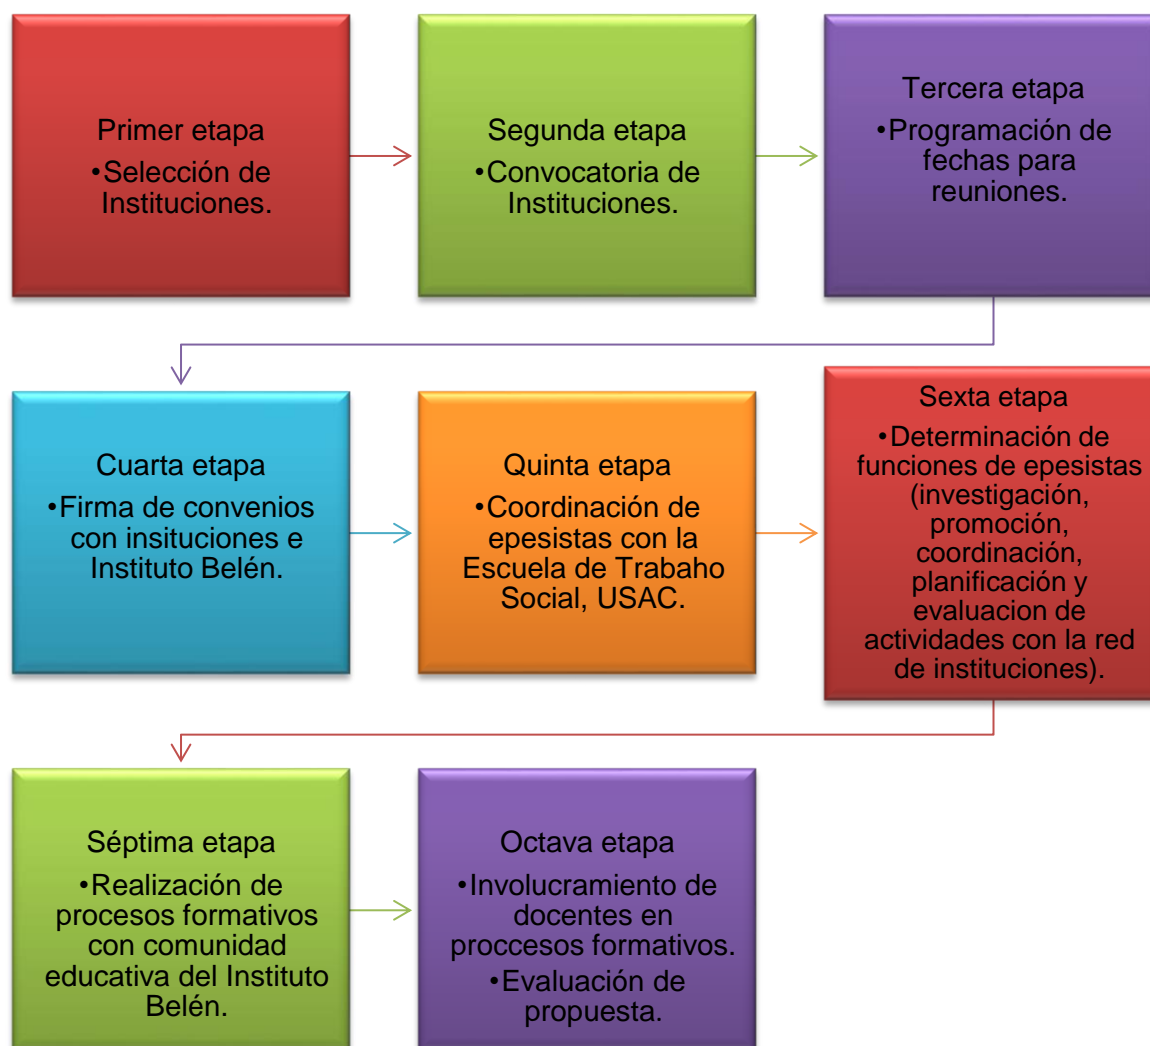 Primer etapa
•Selección de
Instituciones.
Segunda etapa
•Convocatoria de
Instituciones.
Tercera etapa
•Programación de
fechas para
reuniones.
Cuarta etapa
•Firma de convenios
con insituciones e
Instituto Belén.
Quinta etapa
•Coordinación de
epesistas con la
Escuela de Trabaho
Social, USAC.
Sexta etapa
•Determinación de
funciones de epesistas
(investigación,
promoción,
coordinación,
planificación y
evaluacion de
actividades con la red
de instituciones).
Séptima etapa
•Realización de
procesos formativos
con comunidad
educativa del Instituto
Belén.
Octava etapa
•Involucramiento de
docentes en
proccesos formativos.
•Evaluación de
propuesta.